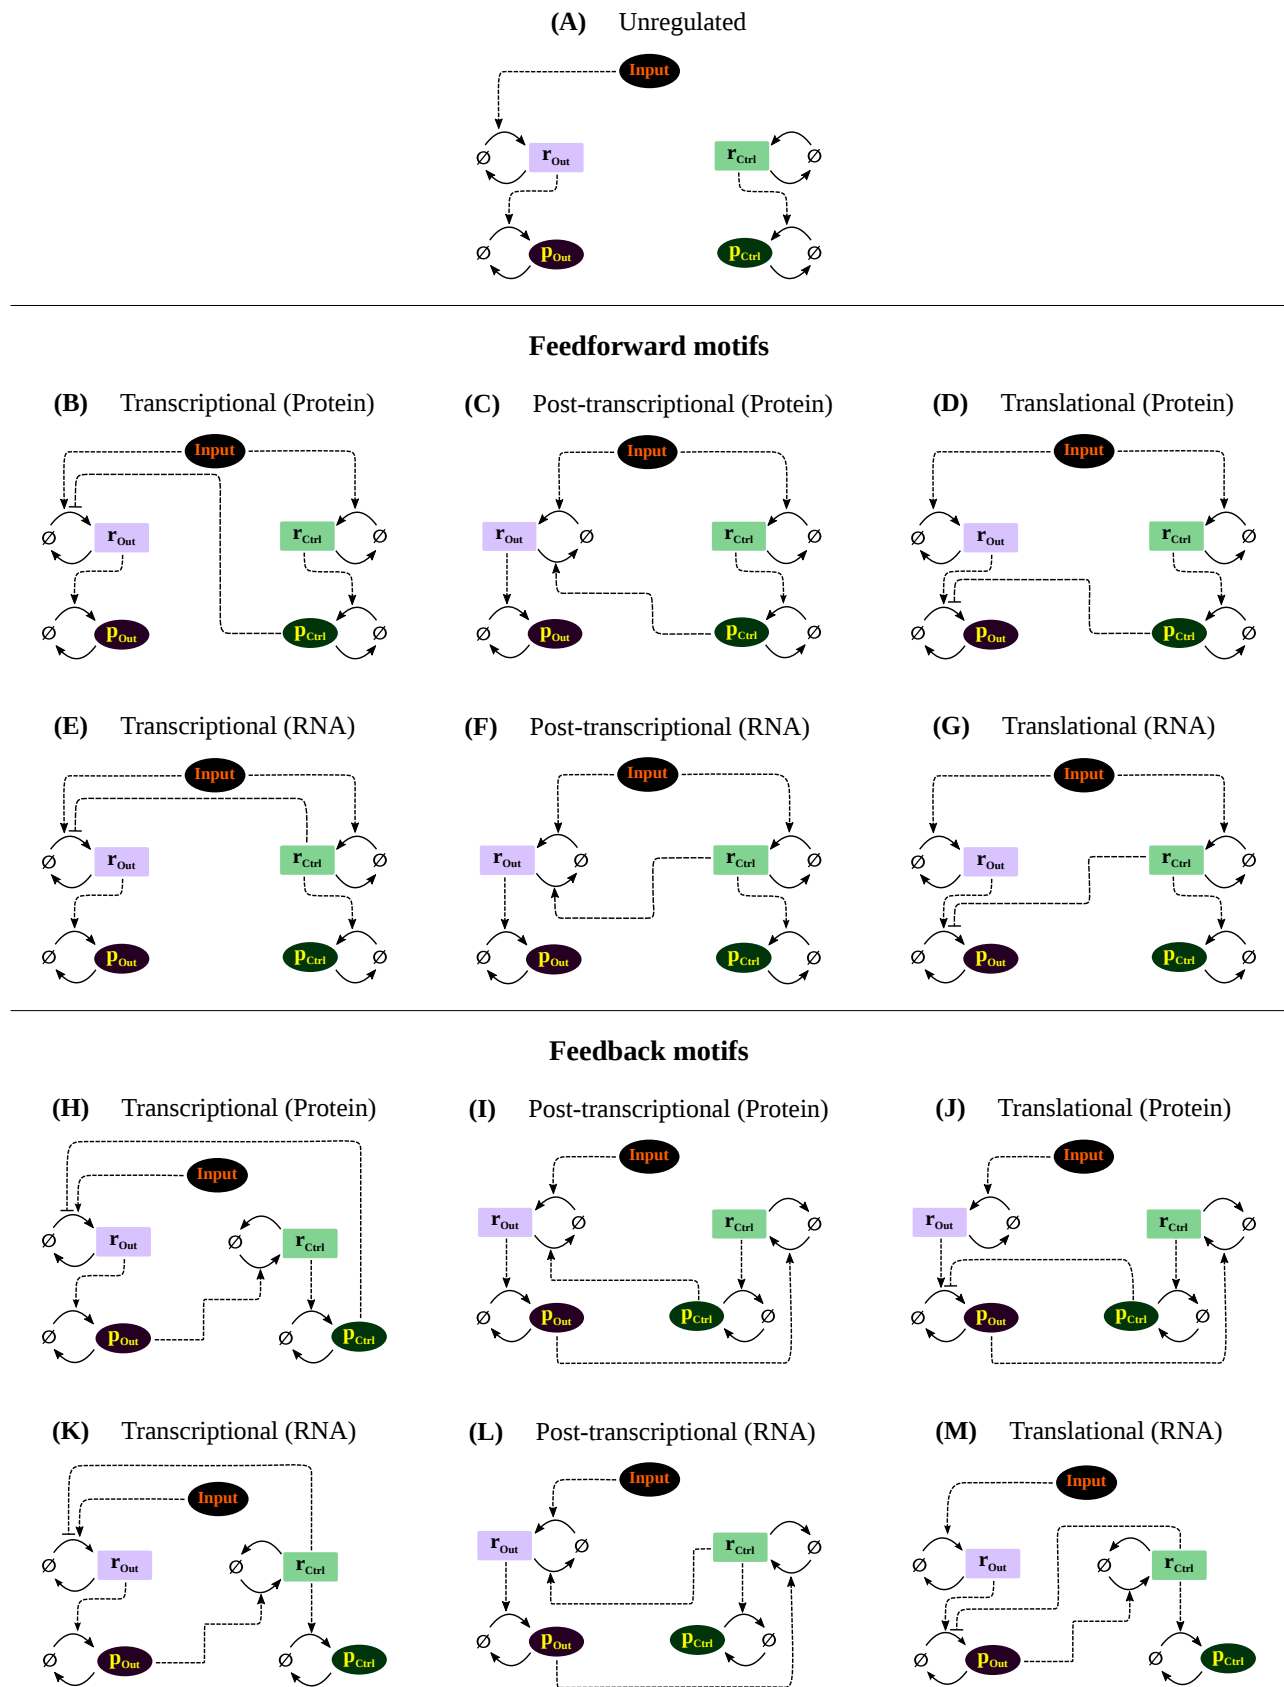 (A) Unregulated
Input
∅ rOut rCtrl ∅
∅ pOut pCtrl ∅
Feedforward motifs
(B) Transcriptional (Protein) (C) Post-transcriptional (Protein) (D) Translational (Protein)
Input Input Input
∅ rOut rCtrl ∅ rOut ∅ rCtrl ∅ ∅ rOut rCtrl ∅
∅ pOut pCtrl ∅ ∅ pOut pCtrl ∅ ∅ pOut pCtrl ∅
(E) Transcriptional (RNA) (F) Post-transcriptional (RNA) (G) Translational (RNA)
Input Input Input
∅ rOut rCtrl ∅ rOut ∅ rCtrl ∅ ∅ rOut rCtrl ∅
∅ pOut pCtrl ∅ ∅ pOut pCtrl ∅ ∅ pOut pCtrl ∅
Feedback motifs
(H) Transcriptional (Protein) (I) Post-transcriptional (Protein) (J) Translational (Protein)
Input Input Input
∅ rOut ∅ rCtrl rOut ∅ rCtrl ∅ rOut ∅ rCtrl ∅
∅ pOut ∅ pCtrl ∅ pOut pCtrl ∅ ∅ pOut pCtrl ∅
(K) Transcriptional (RNA) (L) Post-transcriptional (RNA) (M) Translational (RNA)
Input Input Input
∅ rOut ∅ rCtrl rOut ∅ rCtrl ∅ ∅ rOut ∅ rCtrl
∅ pOut ∅ pCtrl ∅ pOut pCtrl ∅ ∅ pOut ∅ pCtrl